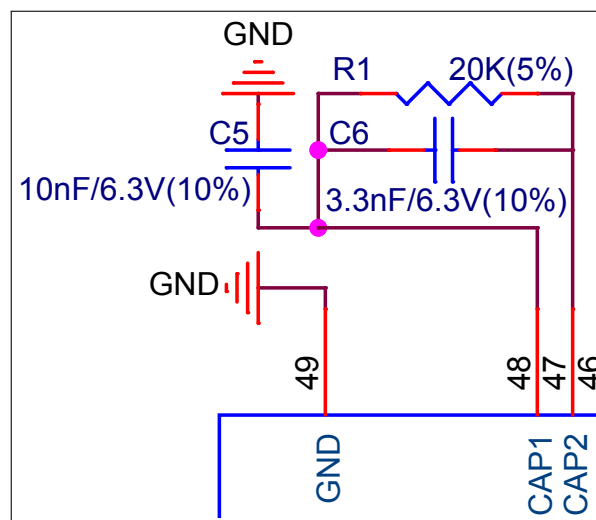 GND
R1 20K(5%)
C5 C6
10nF/6.3V(10%) 3.3nF/6.3V(10%)
GND
49 48 47 46
GND CAP1 CAP2